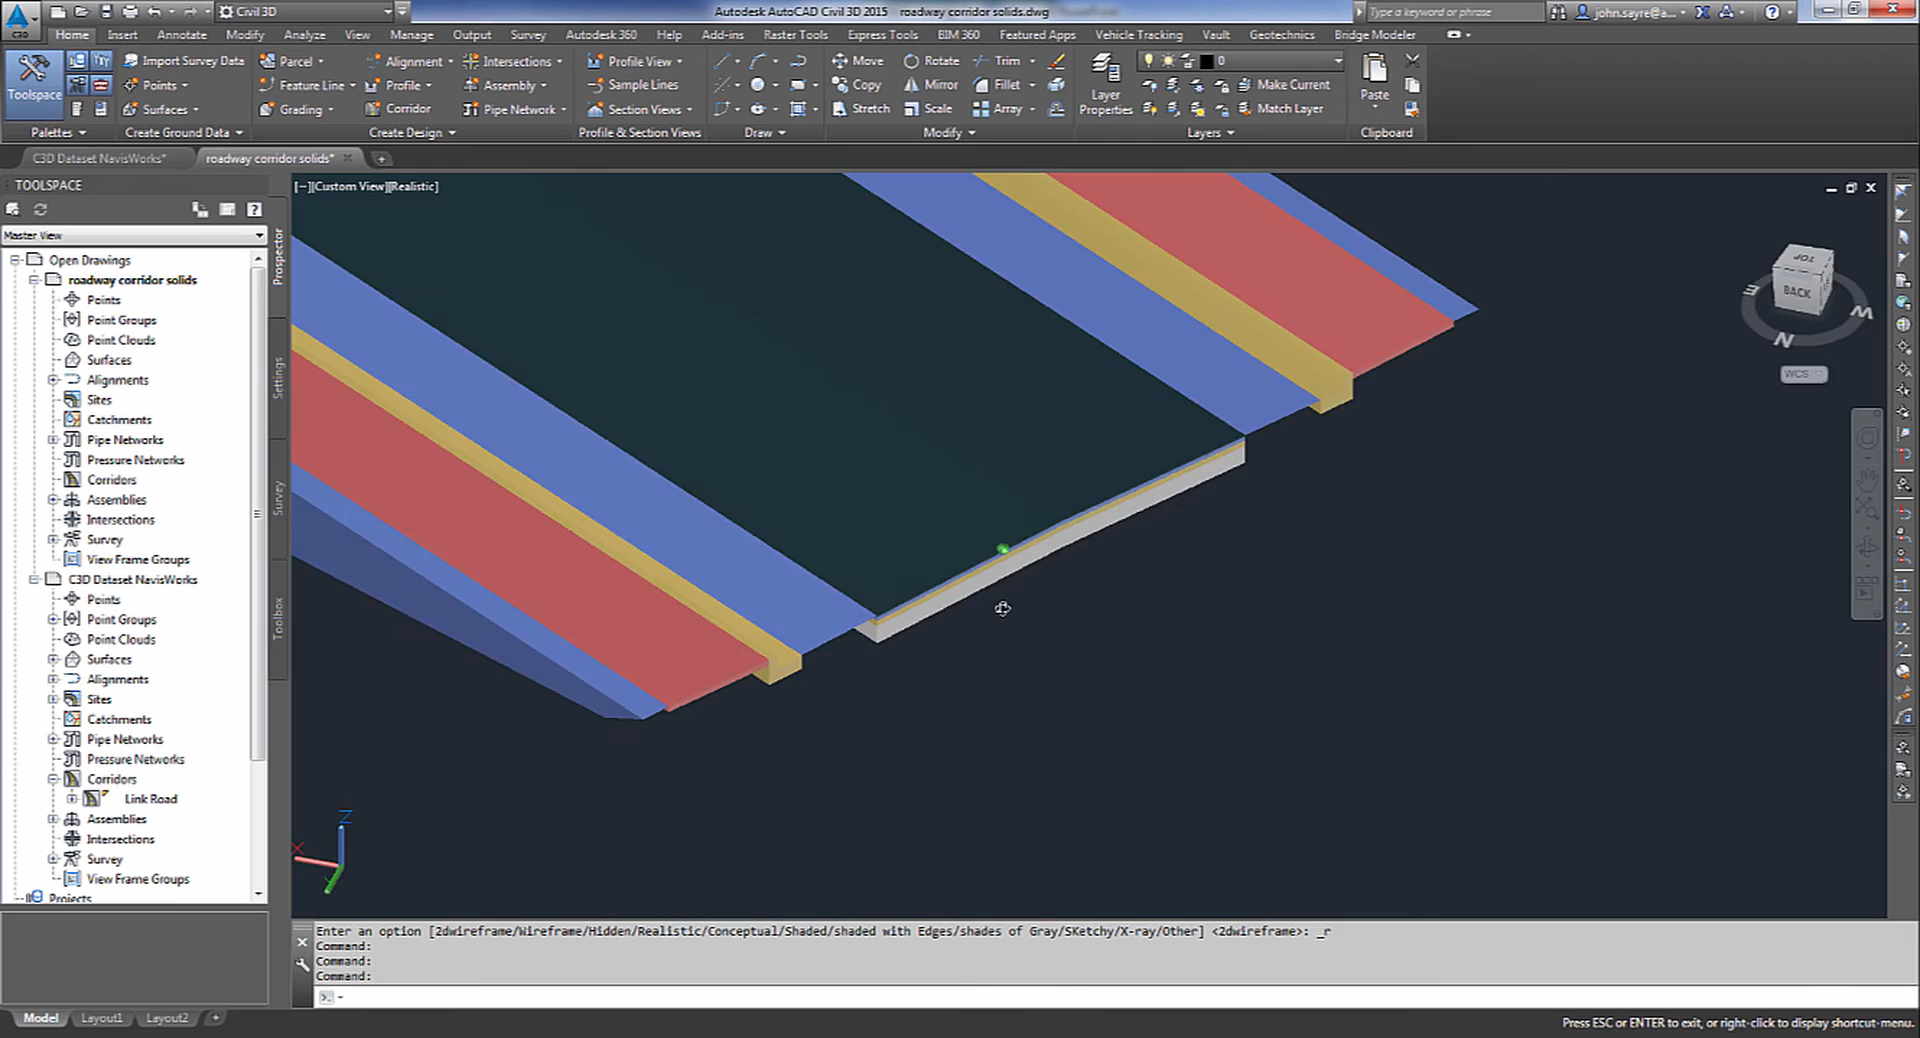 Civil 3D
Autodesk AutoCAD Civil 3D 2015 roadway corridor solids.dwg
Type a keyword or phrase
john.sayre@a...
C3D
Home Insert Annotate Modify Analyze View Manage Output Survey Autodesk 360 Help Add-ins Raster Tools Express Tools BIM 360 Featured Apps Vehicle Tracking Vault Geotechnics Bridge Modeler
Toolspace
Import Survey Data
Points
Surfaces
Parcel
Feature Line
Grading
Alignment
Profile
Corridor
Intersections
Assembly
Pipe Network
Profile View
Sample Lines
Section Views
Move
Copy
Stretch
Rotate
Mirror
Scale
Trim
Fillet
Array
Layer
Properties
0
Make Current
Match Layer
Paste
Palettes Create Ground Data Create Design Profile & Section Views Draw Modify Layers Clipboard
C3D Dataset NavisWorks* roadway corridor solids*
TOOLSPACE
Master View
Open Drawings
roadway corridor solids
Points
Point Groups
Point Clouds
Surfaces
Alignments
Sites
Catchments
Pipe Networks
Pressure Networks
Corridors
Assemblies
Intersections
Survey
View Frame Groups
C3D Dataset NavisWorks
Points
Point Groups
Point Clouds
Surfaces
Alignments
Sites
Catchments
Pipe Networks
Pressure Networks
Corridors
Link Road
Assemblies
Intersections
Survey
View Frame Groups
Projects
Prospector
Settings
Survey
Toolbox
[−][Custom View][Realistic]
TOP
BACK
E
W
N
WCS
Z
X
Enter an option [2dwireframe/Wireframe/Hidden/Realistic/Conceptual/Shaded/shaded with Edges/shades of Gray/SKetchy/X-ray/Other] <2dwireframe>: _r
Command:
Command:
Command:
Model Layout1 Layout2
Press ESC or ENTER to exit, or right-click to display shortcut-menu.